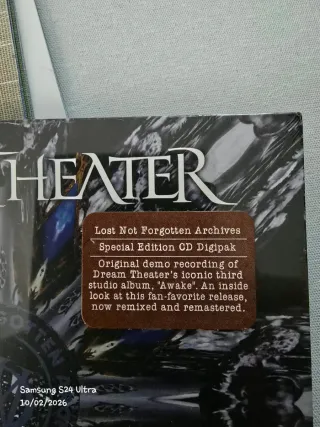 THEATER
Lost Not Forgotten Archives
Special Edition CD Digipak
Original demo recording of
Dream Theater's iconic third
studio album, "Awake". An inside
look at this fan-favorite release,
now remixed and remastered.
Samsung S24 Ultra
10/02/2026